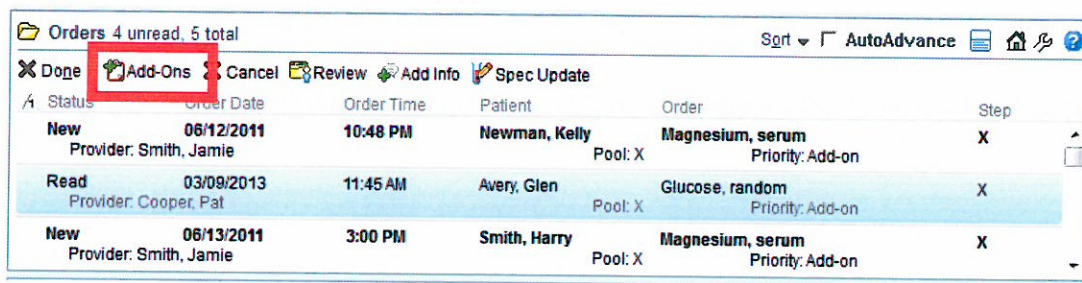 Orders 4 unread, 5 total Sort AutoAdvance
Done Add-Ons Cancel Review Add Info Spec Update
Status Order Date Order Time Patient Order Step
New 06/12/2011 10:48 PM Newman, Kelly Magnesium, serum X
Provider: Smith, Jamie Pool: X Priority: Add-on
Read 03/09/2013 11:45 AM Avery, Glen Glucose, random X
Provider: Cooper, Pat Pool: X Priority: Add-on
New 06/13/2011 3:00 PM Smith, Harry Magnesium, serum X
Provider: Smith, Jamie Pool: X Priority: Add-on